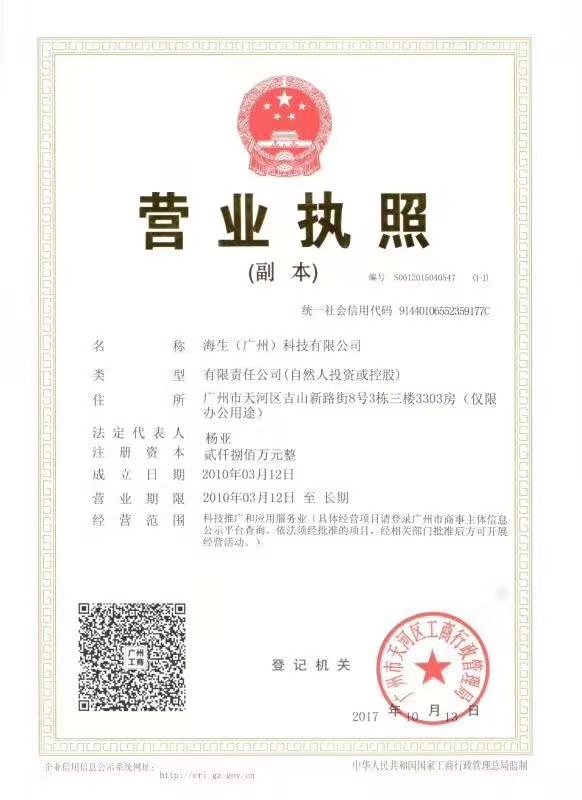 营业执照
(副 本)
编号 S0612015040547 (1-1)
统一社会信用代码 91440106552359177C
名 称 海生（广州）科技有限公司
类 型 有限责任公司(自然人投资或控股)
住 所 广州市天河区吉山新路街8号3栋三楼3303房（仅限
办公用途）
法定代表人 杨亚
注册资本 贰仟捌佰万元整
成立日期 2010年03月12日
营业期限 2010年03月12日 至 长期
经营范围 科技推广和应用服务业（具体经营项目请登录广州市商事主体信息
公示平台查询。依法须经批准的项目，经相关部门批准后方可开展
经营活动。）
广州
工商
登记机关
广州市天河区工商行政管理局
2017 年 10 月 13 日
企业信用信息公示系统网址：
http://cri.gz.gov.cn
中华人民共和国国家工商行政管理总局监制